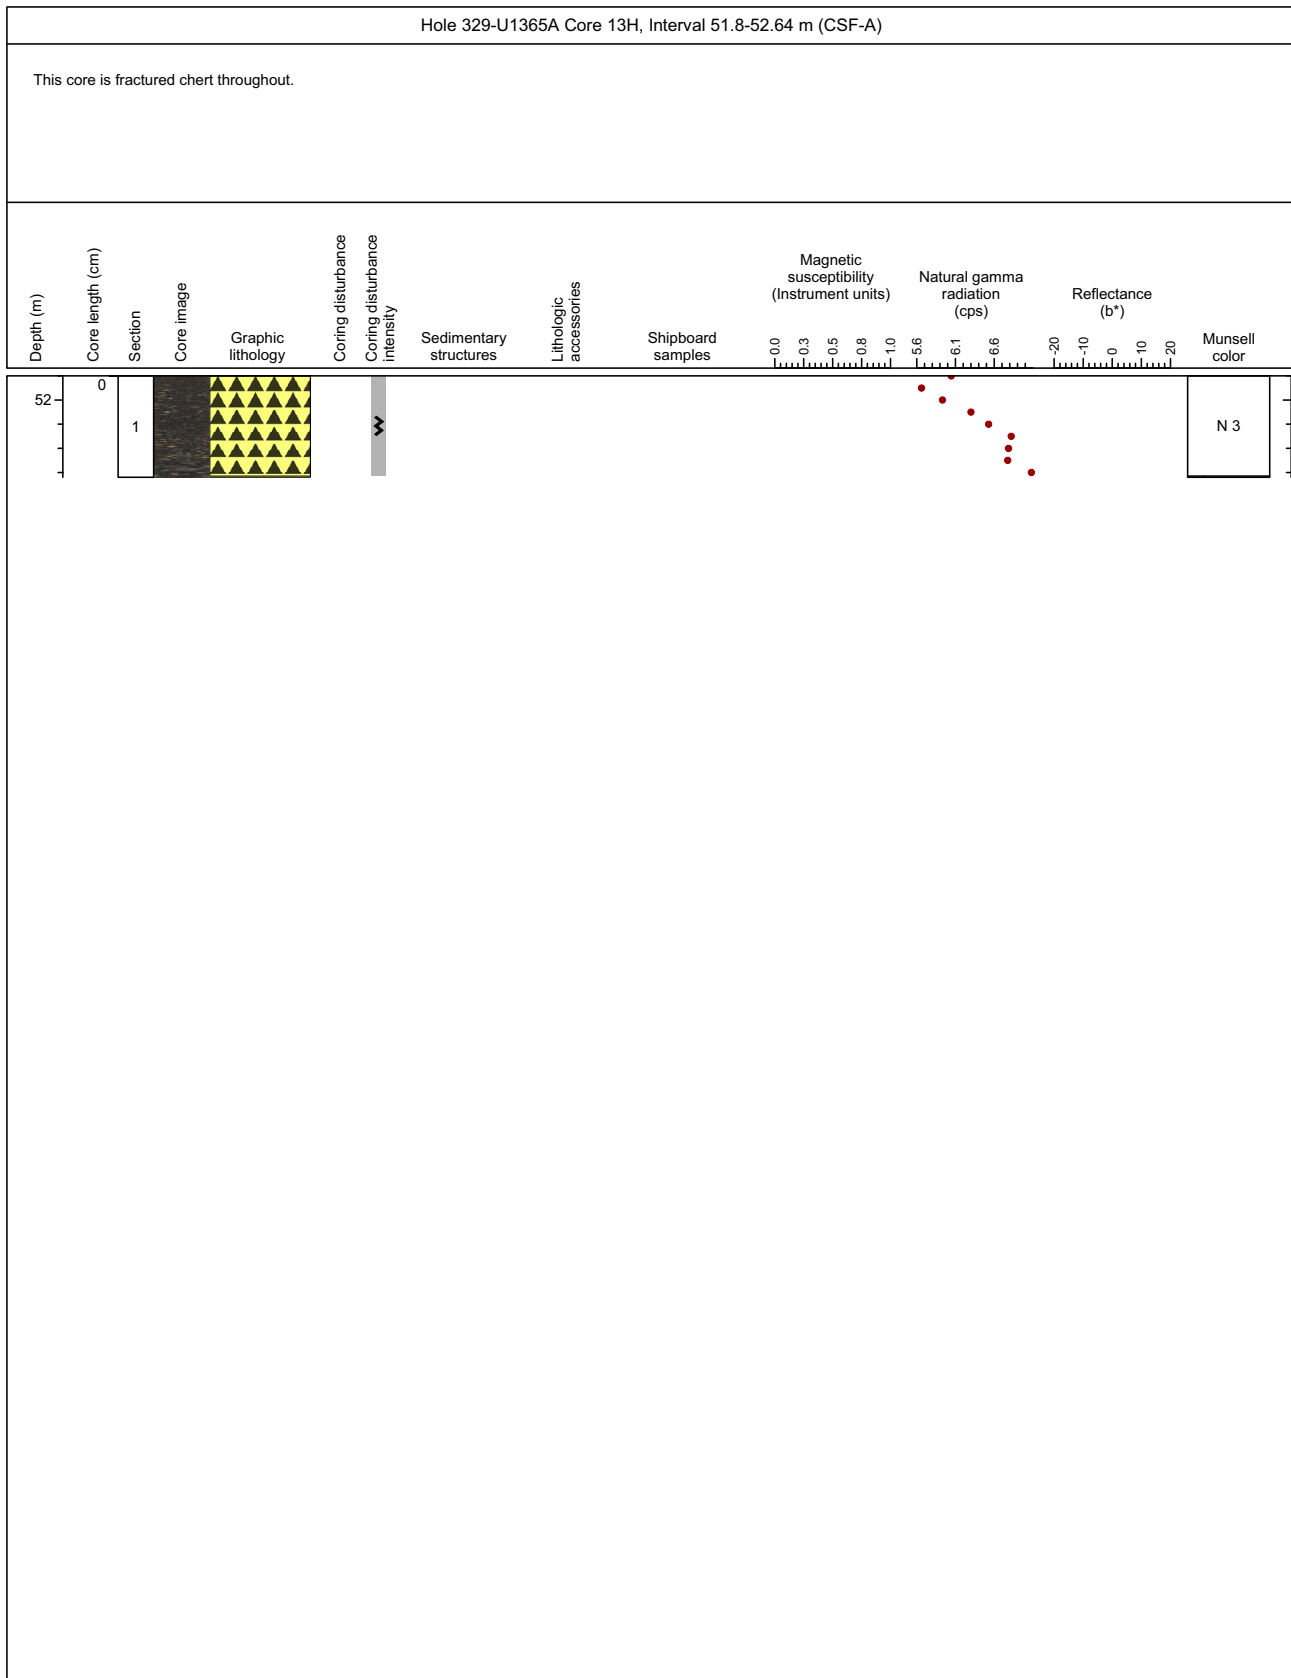 Hole 329-U1365A Core 13H, Interval 51.8-52.64 m (CSF-A)
This core is fractured chert throughout.
Depth (m)
Core length (cm)
Section
Core image
Graphic
lithology
Coring disturbance
Coring disturbance
intensity
Sedimentary
structures
Lithologic
accessories
Shipboard
samples
Magnetic
susceptibility
(Instrument units)
0.0
0.3
0.5
0.8
1.0
Natural gamma
radiation
(cps)
5.6
6.1
6.6
Reflectance
(b*)
-20
-10
0
10
20
Munsell
color
0
52
1
N 3